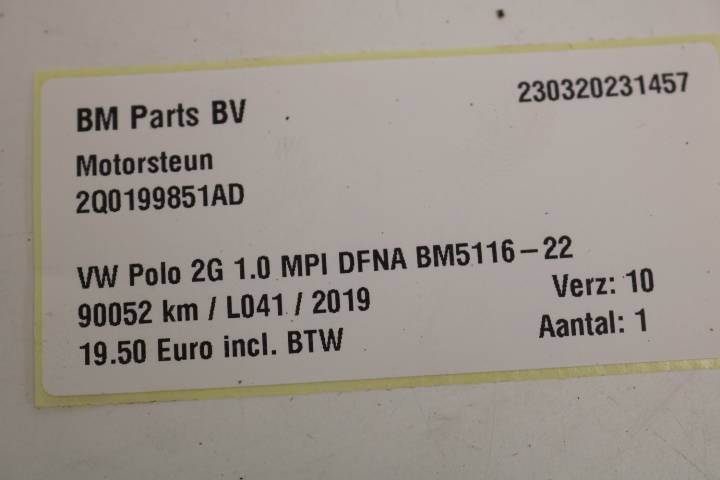 BM Parts BV
230320231457
Motorsteun
2Q0199851AD
VW Polo 2G 1.0 MPI DFNA BM5116-22
90052 km / L041 / 2019
Verz: 10
19.50 Euro incl. BTW
Aantal: 1